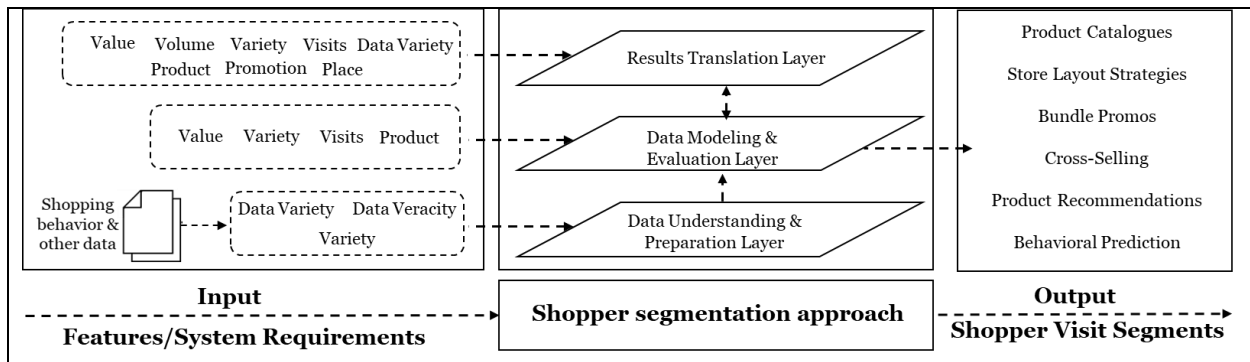 Value Volume Variety Visits Data Variety
Product Promotion Place
Value Variety Visits Product
Shopping
behavior &
other data
Data Variety Data Veracity
Variety
Input
Features/System Requirements
Results Translation Layer
Data Modeling &
Evaluation Layer
Data Understanding &
Preparation Layer
Shopper segmentation approach
Product Catalogues
Store Layout Strategies
Bundle Promos
Cross-Selling
Product Recommendations
Behavioral Prediction
Output
Shopper Visit Segments